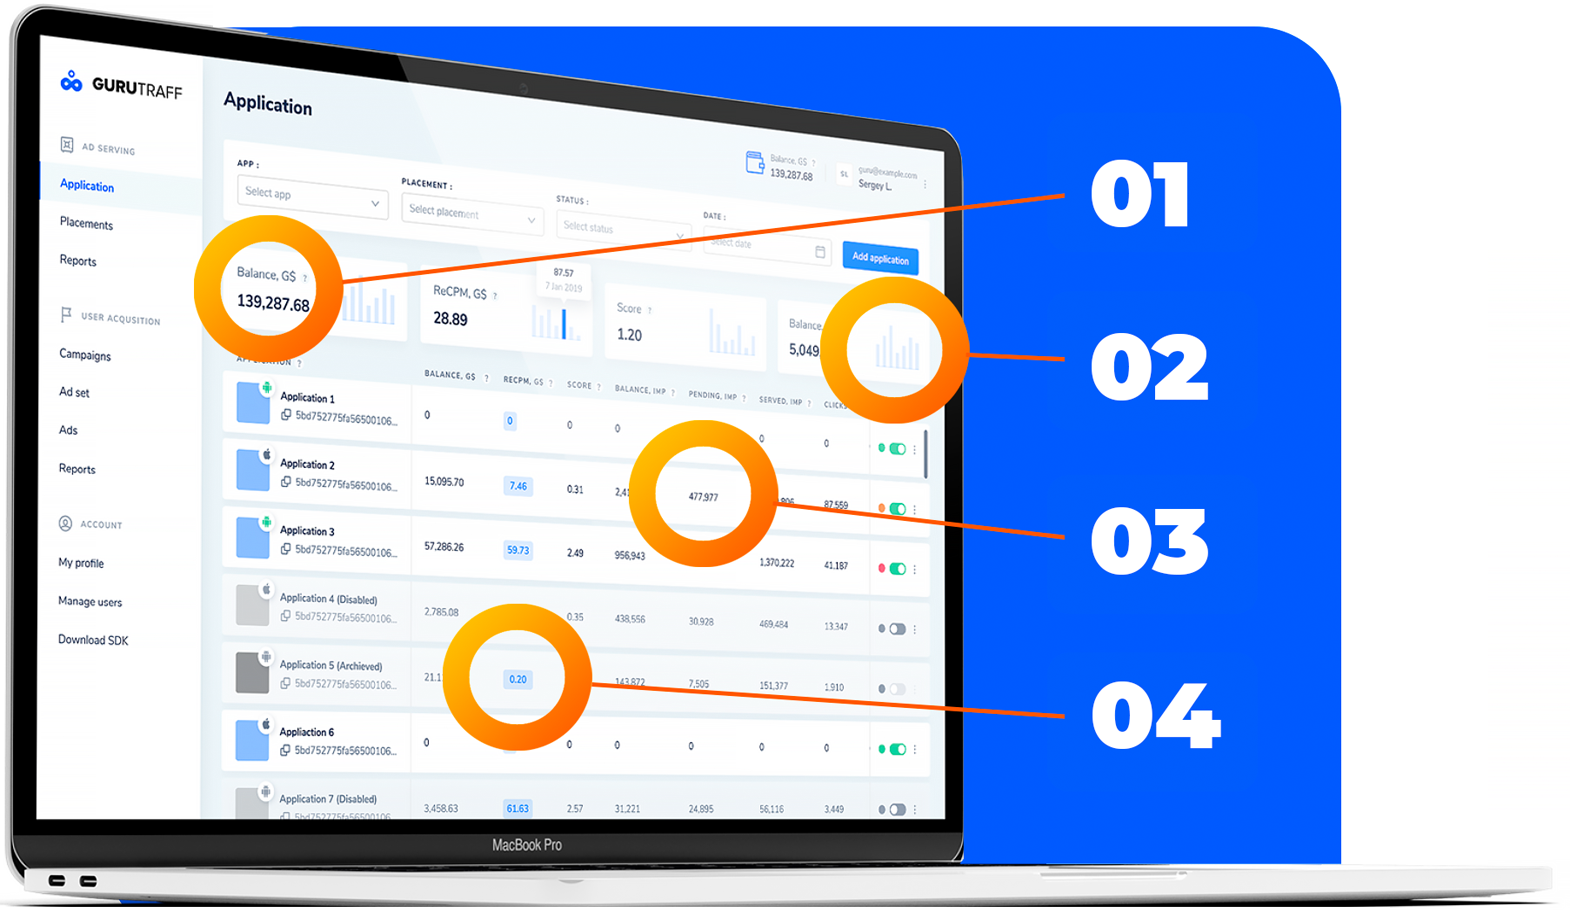 GURUTRAFF
AD SERVING
Application
Placements
Reports
USER ACQUSITION
Campaigns
Ad set
Ads
Reports
ACCOUNT
My profile
Manage users
Download SDK
Application
Balance, G$ ?
139,287.68
SL
guru@example.com
Sergey L.
APP :
Select app
PLACEMENT :
Select placement
STATUS :
Select status
DATE :
Select date
Add application
Balance, G$ ?
139,287.68
ReCPM, G$ ?
28.89
87.57
7 Jan 2019
Score ?
1.20
Balance,
5,049
APPLICATION ?
BALANCE, G$ ?
RECPM, G$ ?
SCORE ?
BALANCE, IMP ?
PENDING, IMP ?
SERVED, IMP ?
CLICKS
Application 1
5bd752775fa56500106...
0 0 0 0 0 0
Application 2
5bd752775fa56500106...
15,095.70 7.46 0.31 2,41 477,977 87,559
Application 3
5bd752775fa56500106...
57,286.26 59.73 2.49 956,943 1,370,222 41,187
Application 4 (Disabled)
5bd752775fa56500106...
2,785.08 0.35 438,556 30,928 469,484 13,347
Application 5 (Archieved)
5bd752775fa56500106...
21,1 0.20 143,872 7,505 151,377 1,910
Appliaction 6
5bd752775fa56500106...
0 0 0 0 0 0
Application 7 (Disabled)
5bd752775fa56500106...
3,458.63 61.63 2.57 31,221 24,895 56,116 3,449
01
02
03
04
MacBook Pro